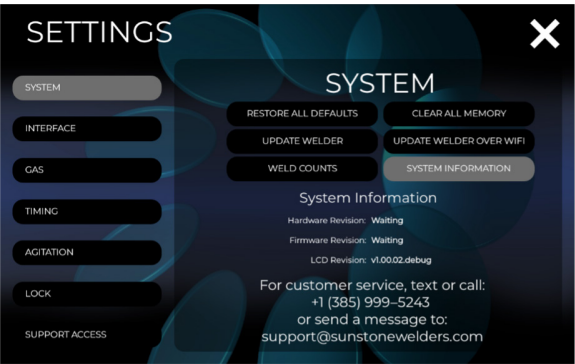 SETTINGS
SYSTEM
INTERFACE
GAS
TIMING
AGITATION
LOCK
SUPPORT ACCESS
SYSTEM
RESTORE ALL DEFAULTS
CLEAR ALL MEMORY
UPDATE WELDER
UPDATE WELDER OVER WIFI
WELD COUNTS
SYSTEM INFORMATION
System Information
Hardware Revision: Waiting
Firmware Revision: Waiting
LCD Revision: v1.00.02.debug
For customer service, text or call:
+1 (385) 999–5243
or send a message to:
support@sunstonewelders.com